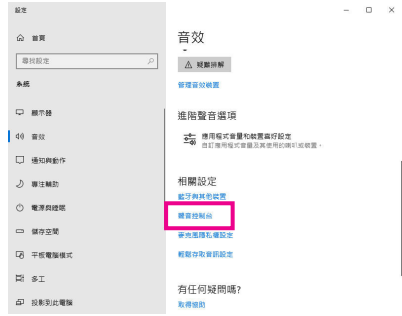 設定
首頁
尋找設定
系統
顯示器
音效
通知與動作
專注輔助
電源與睡眠
儲存空間
平板電腦模式
多工
投影到此電腦
音效
疑難排解
管理音效裝置
進階聲音選項
應用程式音量和裝置喜好設定
自訂應用程式音量及其使用的喇叭或裝置。
相關設定
藍牙與其他裝置
聲音控制台
麥克風隱私權設定
輕鬆存取音訊設定
有任何疑問嗎?
取得協助